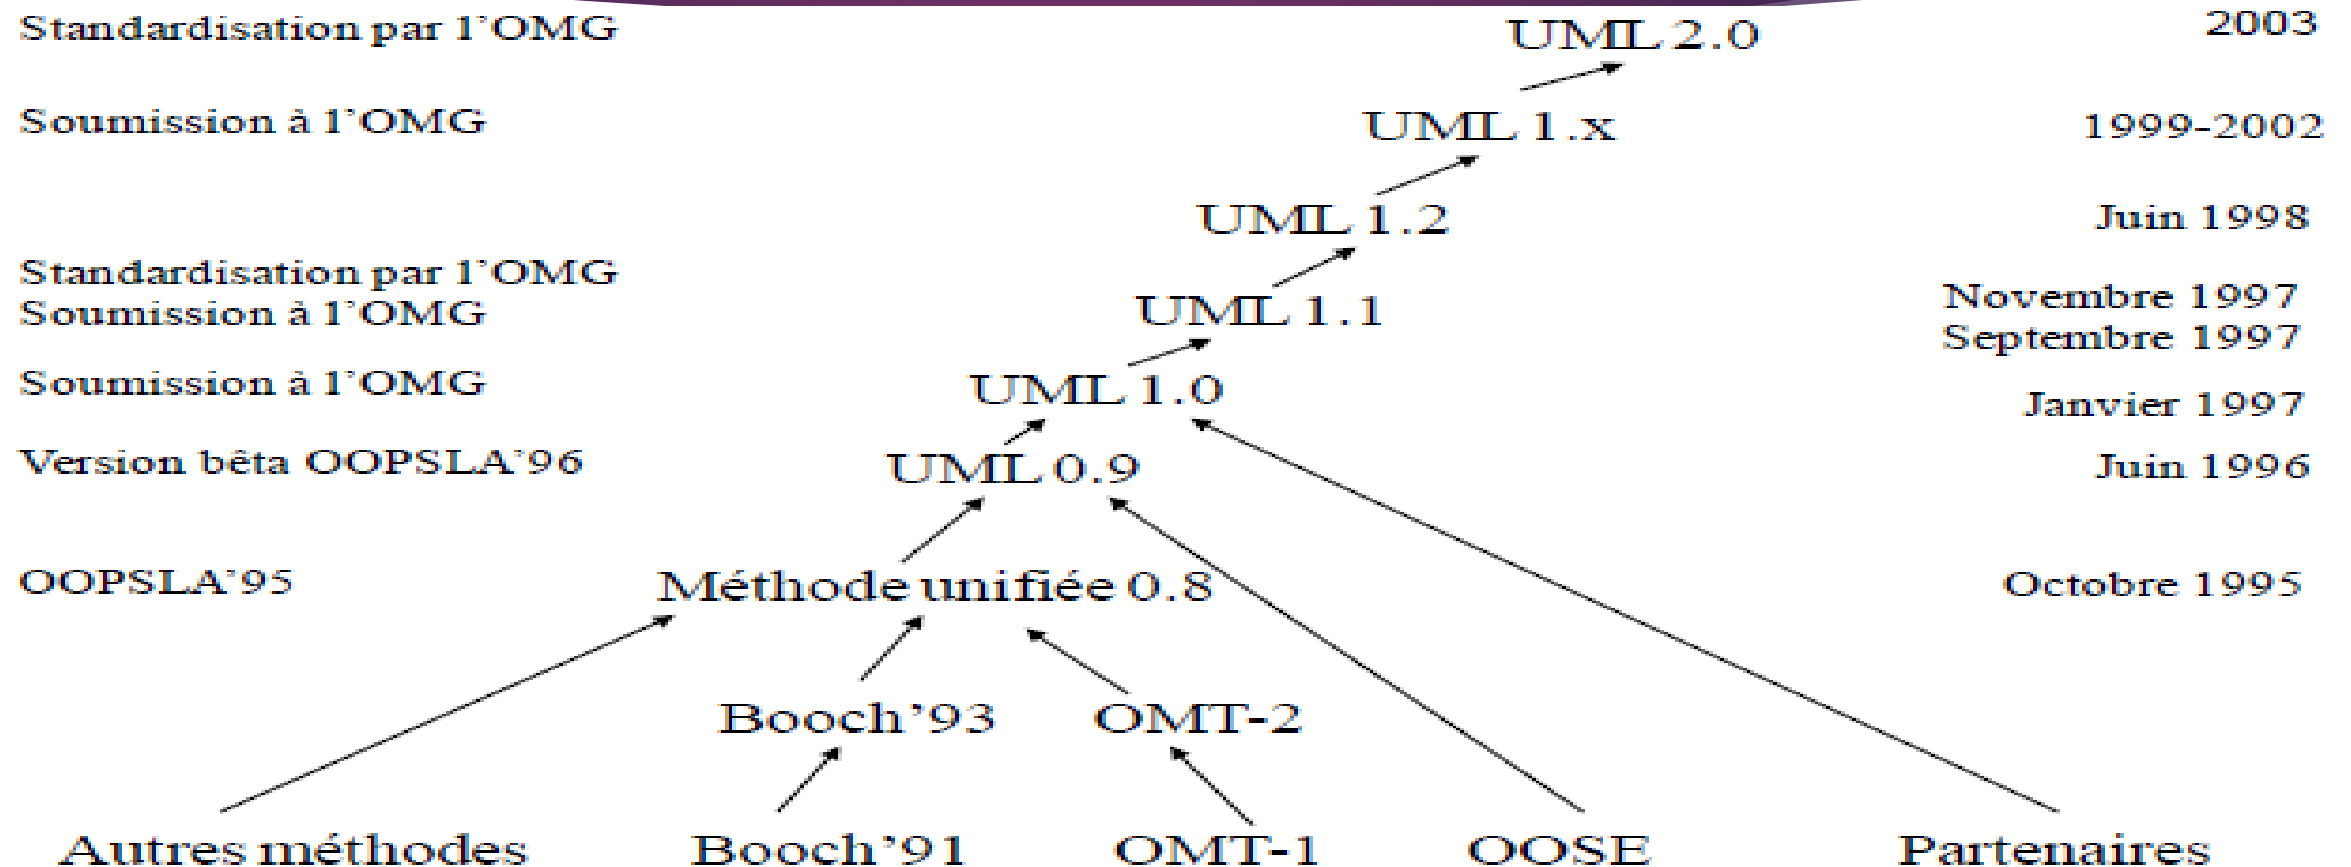 Standardisation par l’OMG UML 2.0 2003
Soumission à l’OMG UML 1.x 1999-2002
UML 1.2 Juin 1998
Standardisation par l’OMG Novembre 1997
Soumission à l’OMG UML 1.1 Septembre 1997
Soumission à l’OMG UML 1.0 Janvier 1997
Version bêta OOPSLA’96 UML 0.9 Juin 1996
OOPSLA’95 Méthode unifiée 0.8 Octobre 1995
Booch’93 OMT-2
Autres méthodes Booch’91 OMT-1 OOSE Partenaires